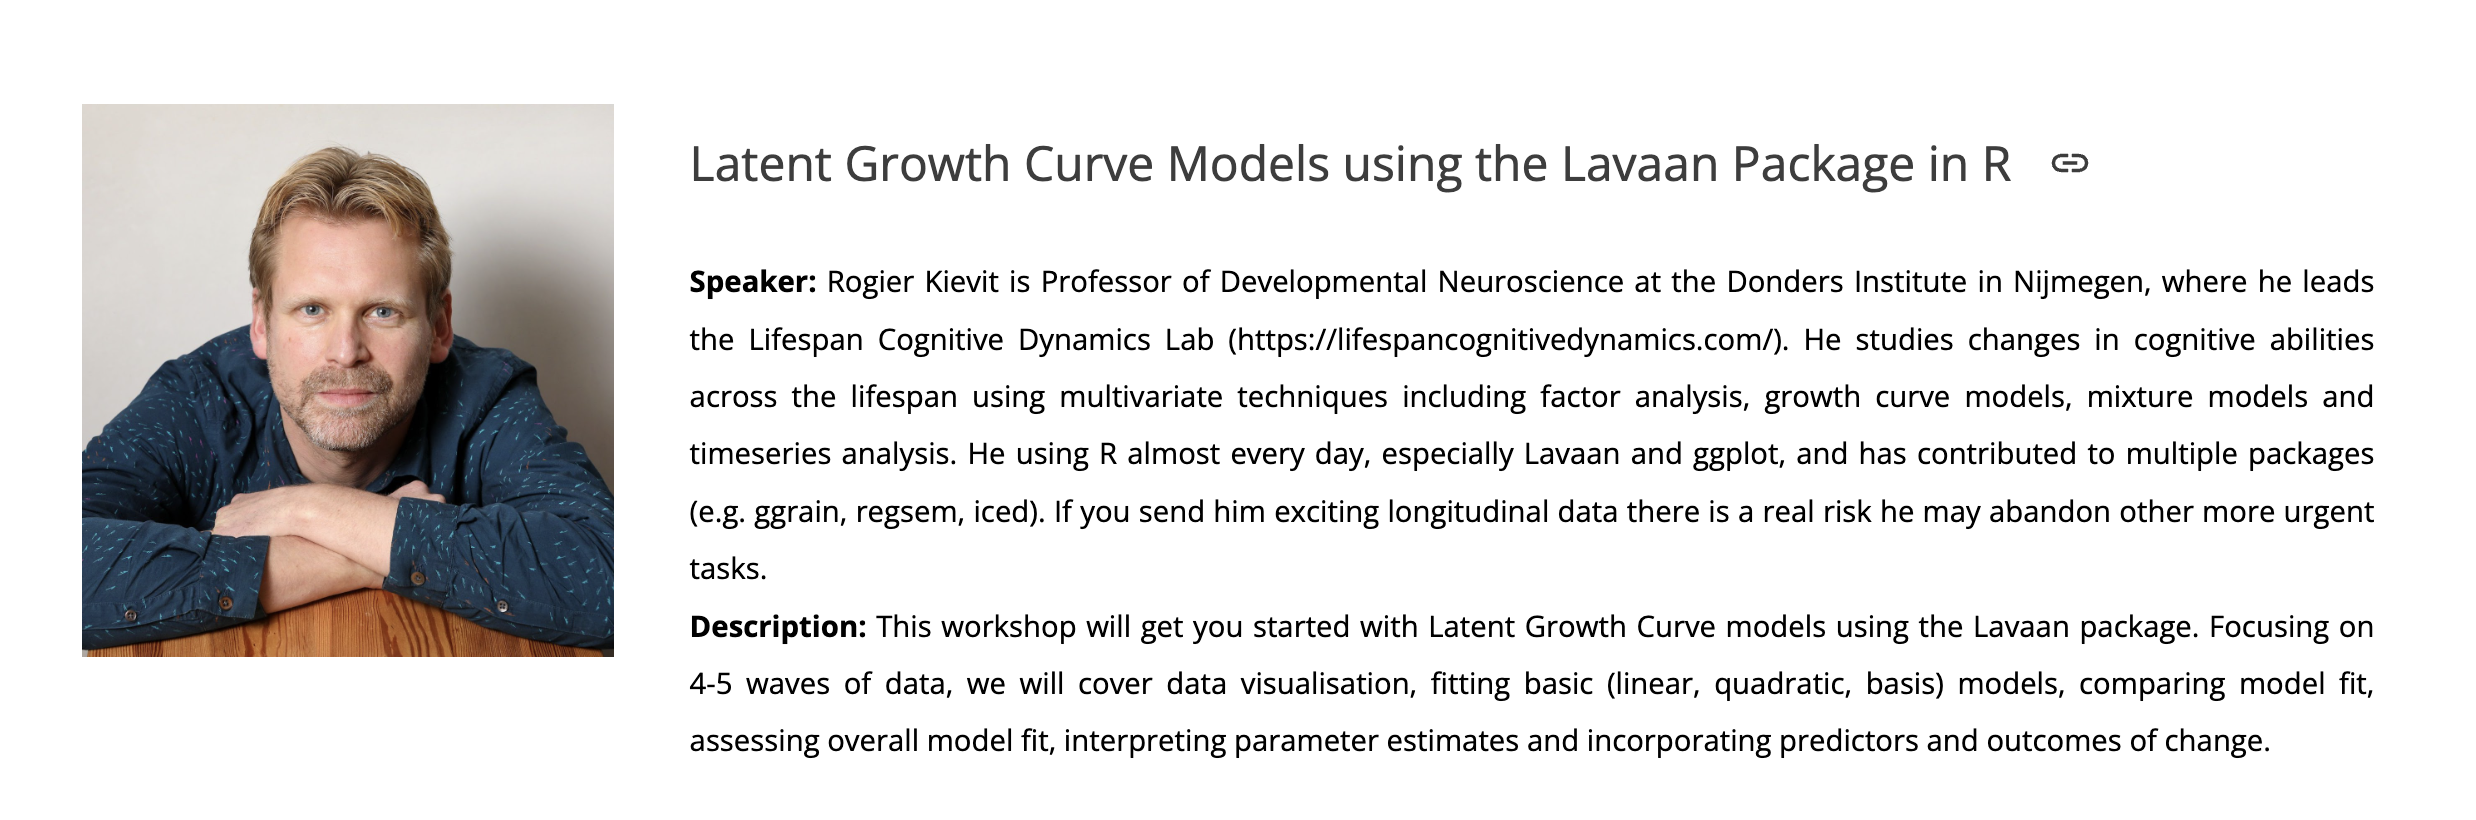 Latent Growth Curve Models using the Lavaan Package in R
Speaker: Rogier Kievit is Professor of Developmental Neuroscience at the Donders Institute in Nijmegen, where he leads
the Lifespan Cognitive Dynamics Lab (https://lifespancognitivedynamics.com/). He studies changes in cognitive abilities
across the lifespan using multivariate techniques including factor analysis, growth curve models, mixture models and
timeseries analysis. He using R almost every day, especially Lavaan and ggplot, and has contributed to multiple packages
(e.g. ggrain, regsem, iced). If you send him exciting longitudinal data there is a real risk he may abandon other more urgent
tasks.
Description: This workshop will get you started with Latent Growth Curve models using the Lavaan package. Focusing on
4-5 waves of data, we will cover data visualisation, fitting basic (linear, quadratic, basis) models, comparing model fit,
assessing overall model fit, interpreting parameter estimates and incorporating predictors and outcomes of change.